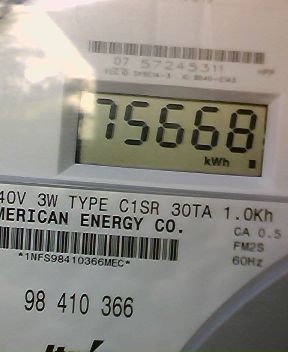 07 57245311
75668
kWh
40V 3W TYPE C1SR 30TA 1.0Kh
MERICAN ENERGY CO.
CA 0.5
FM2S
60Hz
*1NFS98410366MEC*
98 410 366